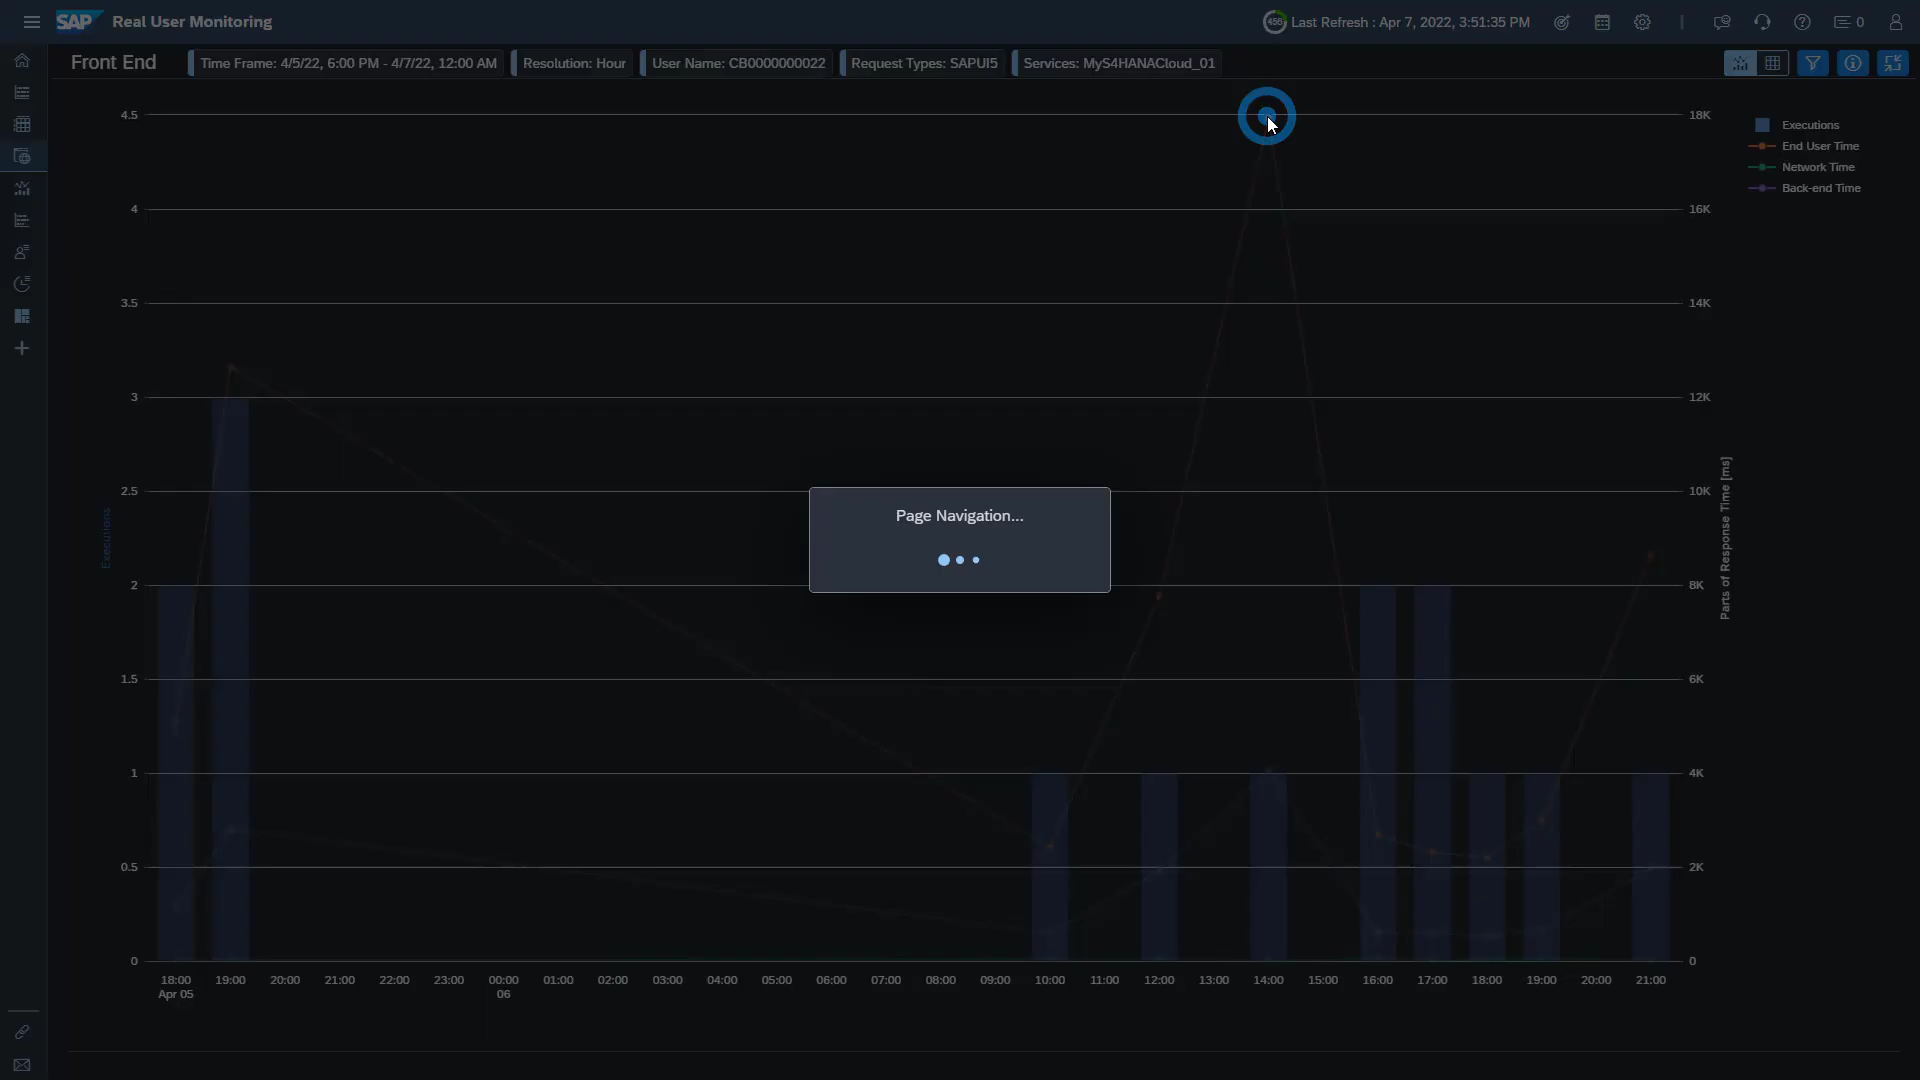 SAP Real User Monitoring
455 Last Refresh : Apr 7, 2022, 3:51:35 PM
0
Front End
Time Frame: 4/5/22, 6:00 PM - 4/7/22, 12:00 AM
Resolution: Hour
User Name: CB0000000022
Request Types: SAPUI5
Services: MyS4HANACloud_01
4.5
4
3.5
3
2.5
2
1.5
1
0.5
0
Executions
Page Navigation...
18K
16K
14K
12K
10K
8K
6K
4K
2K
0
Parts of Response Time [ms]
Executions
End User Time
Network Time
Back-end Time
18:00 19:00 20:00 21:00 22:00 23:00 00:00 01:00 02:00 03:00 04:00 05:00 06:00 07:00 08:00 09:00 10:00 11:00 12:00 13:00 14:00 15:00 16:00 17:00 18:00 19:00 20:00 21:00
Apr 05 06